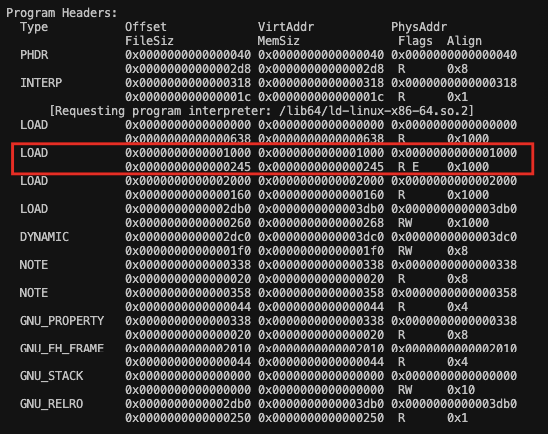 Program Headers:
  Type           Offset             VirtAddr           PhysAddr
                 FileSiz            MemSiz              Flags  Align
  PHDR           0x0000000000000040 0x0000000000000040 0x0000000000000040
                 0x00000000000002d8 0x00000000000002d8  R      0x8
  INTERP         0x0000000000000318 0x0000000000000318 0x0000000000000318
                 0x000000000000001c 0x000000000000001c  R      0x1
      [Requesting program interpreter: /lib64/ld-linux-x86-64.so.2]
  LOAD           0x0000000000000000 0x0000000000000000 0x0000000000000000
                 0x0000000000000638 0x0000000000000638  R      0x1000
  LOAD           0x0000000000001000 0x0000000000001000 0x0000000000001000
                 0x0000000000000245 0x0000000000000245  R E    0x1000
  LOAD           0x0000000000002000 0x0000000000002000 0x0000000000002000
                 0x0000000000000160 0x0000000000000160  R      0x1000
  LOAD           0x0000000000002db0 0x0000000000003db0 0x0000000000003db0
                 0x0000000000000260 0x0000000000000268  RW     0x1000
  DYNAMIC        0x0000000000002dc0 0x0000000000003dc0 0x0000000000003dc0
                 0x00000000000001f0 0x00000000000001f0  RW     0x8
  NOTE           0x0000000000000338 0x0000000000000338 0x0000000000000338
                 0x0000000000000020 0x0000000000000020  R      0x8
  NOTE           0x0000000000000358 0x0000000000000358 0x0000000000000358
                 0x0000000000000044 0x0000000000000044  R      0x4
  GNU_PROPERTY   0x0000000000000338 0x0000000000000338 0x0000000000000338
                 0x0000000000000020 0x0000000000000020  R      0x8
  GNU_EH_FRAME   0x0000000000002010 0x0000000000002010 0x0000000000002010
                 0x0000000000000044 0x0000000000000044  R      0x4
  GNU_STACK      0x0000000000000000 0x0000000000000000 0x0000000000000000
                 0x0000000000000000 0x0000000000000000  RW     0x10
  GNU_RELRO      0x0000000000002db0 0x0000000000003db0 0x0000000000003db0
                 0x0000000000000250 0x0000000000000250  R      0x1